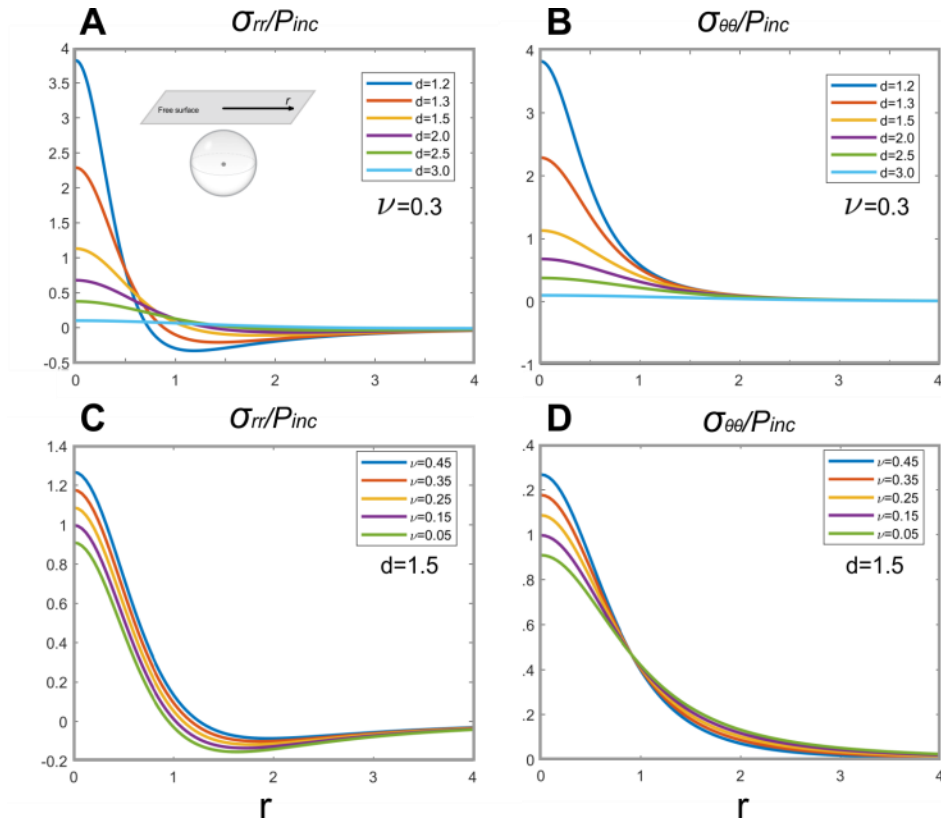 A
σrr/Pinc
4
3.5
3
2.5
2
1.5
1
0.5
0
-0.5
0
1
2
3
4
Free surface
r
d=1.2
d=1.3
d=1.5
d=2.0
d=2.5
d=3.0
ν=0.3
B
σθθ/Pinc
4
3
2
1
0
-1
0
1
2
3
4
d=1.2
d=1.3
d=1.5
d=2.0
d=2.5
d=3.0
ν=0.3
C
σrr/Pinc
1.4
1.2
1
0.8
0.6
0.4
0.2
0
-0.2
0
1
2
3
4
ν=0.45
ν=0.35
ν=0.25
ν=0.15
ν=0.05
d=1.5
r
D
σθθ/Pinc
.4
.2
1
.8
.6
.4
.2
0
0
1
2
3
4
ν=0.45
ν=0.35
ν=0.25
ν=0.15
ν=0.05
d=1.5
r